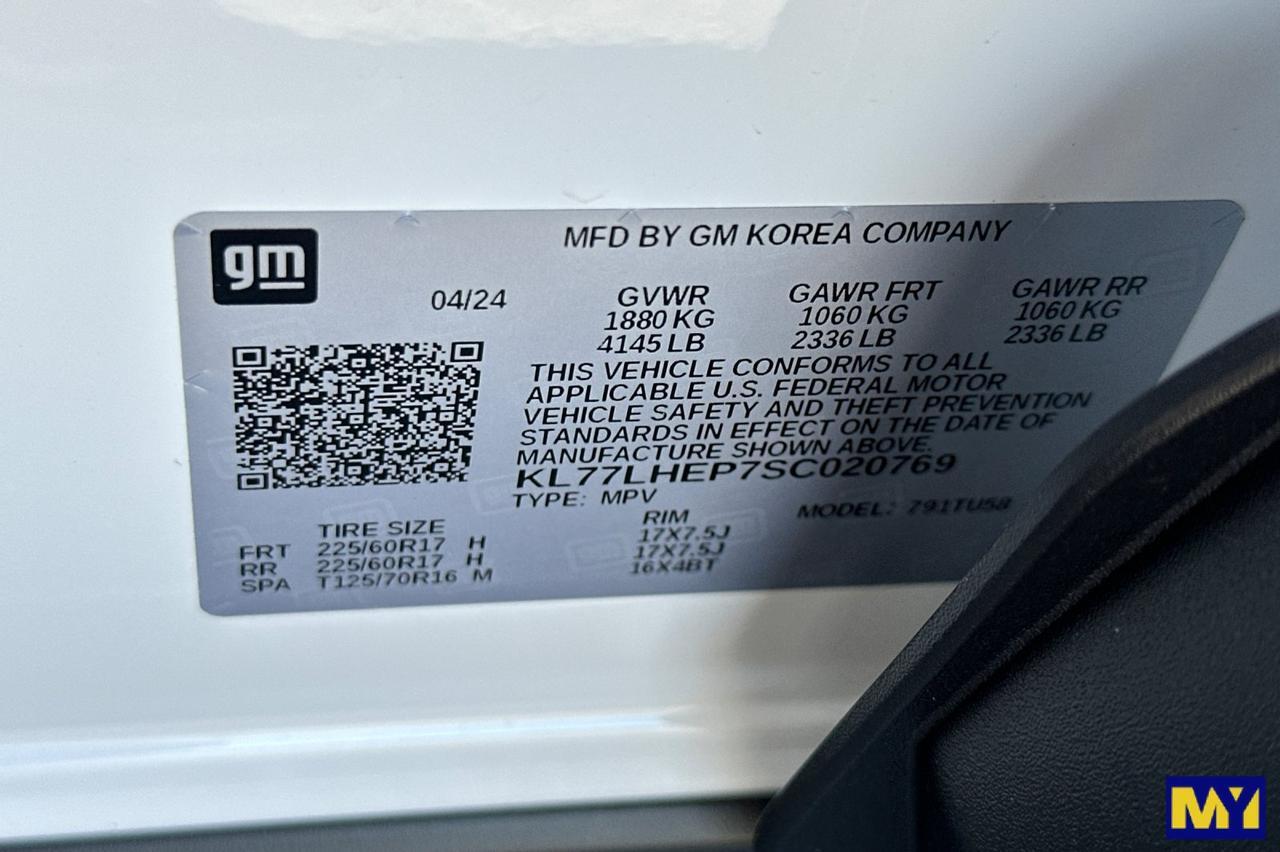 gm
MFD BY GM KOREA COMPANY
04/24
GVWR GAWR FRT GAWR RR
1880 KG 1060 KG 1060 KG
4145 LB 2336 LB 2336 LB
THIS VEHICLE CONFORMS TO ALL
APPLICABLE U.S. FEDERAL MOTOR
VEHICLE SAFETY AND THEFT PREVENTION
STANDARDS IN EFFECT ON THE DATE OF
MANUFACTURE SHOWN ABOVE.
KL77LHEP7SC020769
TYPE: MPV MODEL: 791TU58
TIRE SIZE RIM
FRT 225/60R17 H 17X7.5J
RR 225/60R17 H 17X7.5J
SPA T125/70R16 M 16X4BT
MY